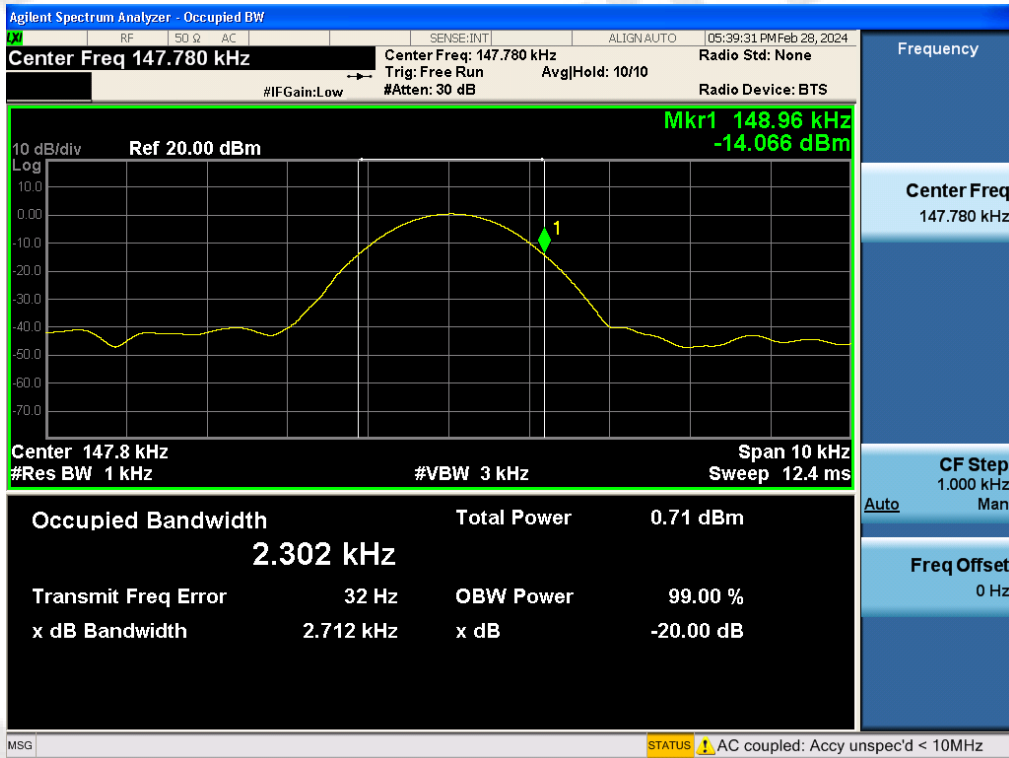 Agilent Spectrum Analyzer - Occupied BW
LXI RF 50 Ω AC SENSE:INT ALIGN AUTO 05:39:31 PM Feb 28, 2024
Center Freq 147.780 kHz
Center Freq: 147.780 kHz
Radio Std: None
Trig: Free Run Avg|Hold: 10/10
#IFGain:Low
#Atten: 30 dB
Radio Device: BTS
Mkr1 148.96 kHz
-14.066 dBm
10 dB/div Ref 20.00 dBm
Log
10.0
0.00
-10.0
-20.0
-30.0
-40.0
-50.0
-60.0
-70.0
1
Center 147.8 kHz Span 10 kHz
#Res BW 1 kHz #VBW 3 kHz Sweep 12.4 ms
Occupied Bandwidth Total Power 0.71 dBm
2.302 kHz
Transmit Freq Error 32 Hz OBW Power 99.00 %
x dB Bandwidth 2.712 kHz x dB -20.00 dB
Frequency
Center Freq
147.780 kHz
CF Step
1.000 kHz
Auto Man
Freq Offset
0 Hz
MSG STATUS AC coupled: Accy unspec'd < 10MHz